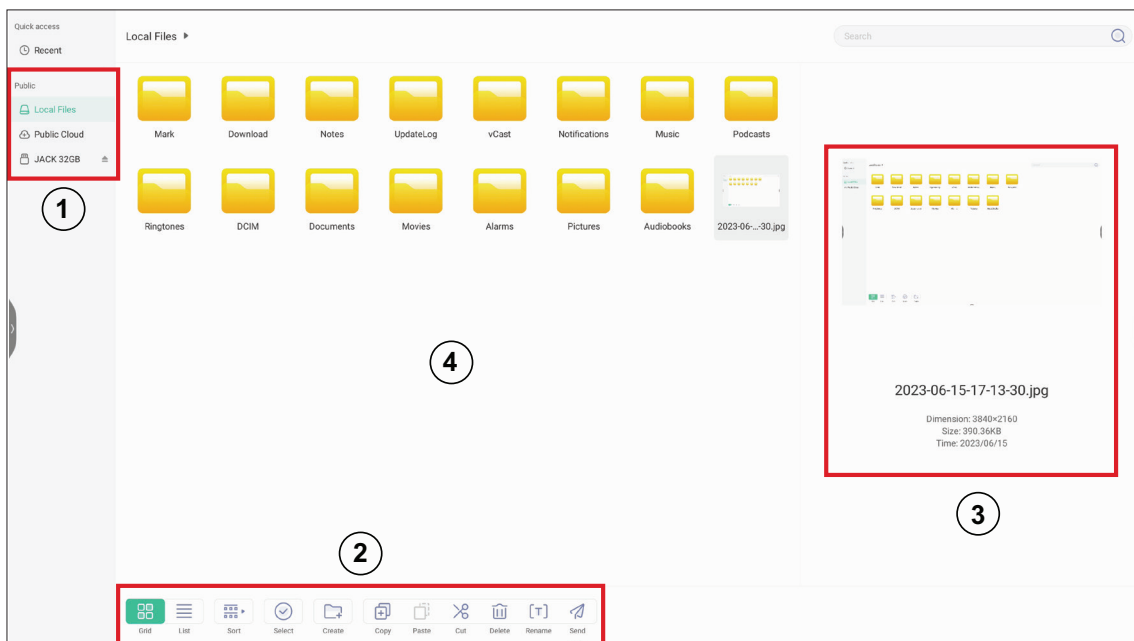 Quick access
Recent
Public
Local Files
Public Cloud
JACK 32GB
1
Local Files
Search
Mark Download Notes UpdateLog vCast Notifications Music Podcasts
Ringtones DCIM Documents Movies Alarms Pictures Audiobooks 2023-06-...-30.jpg
4
2023-06-15-17-13-30.jpg
Dimension: 3840×2160
Size: 390.36KB
Time: 2023/06/15
3
2
Grid List Sort Select Create Copy Paste Cut Delete Rename Send